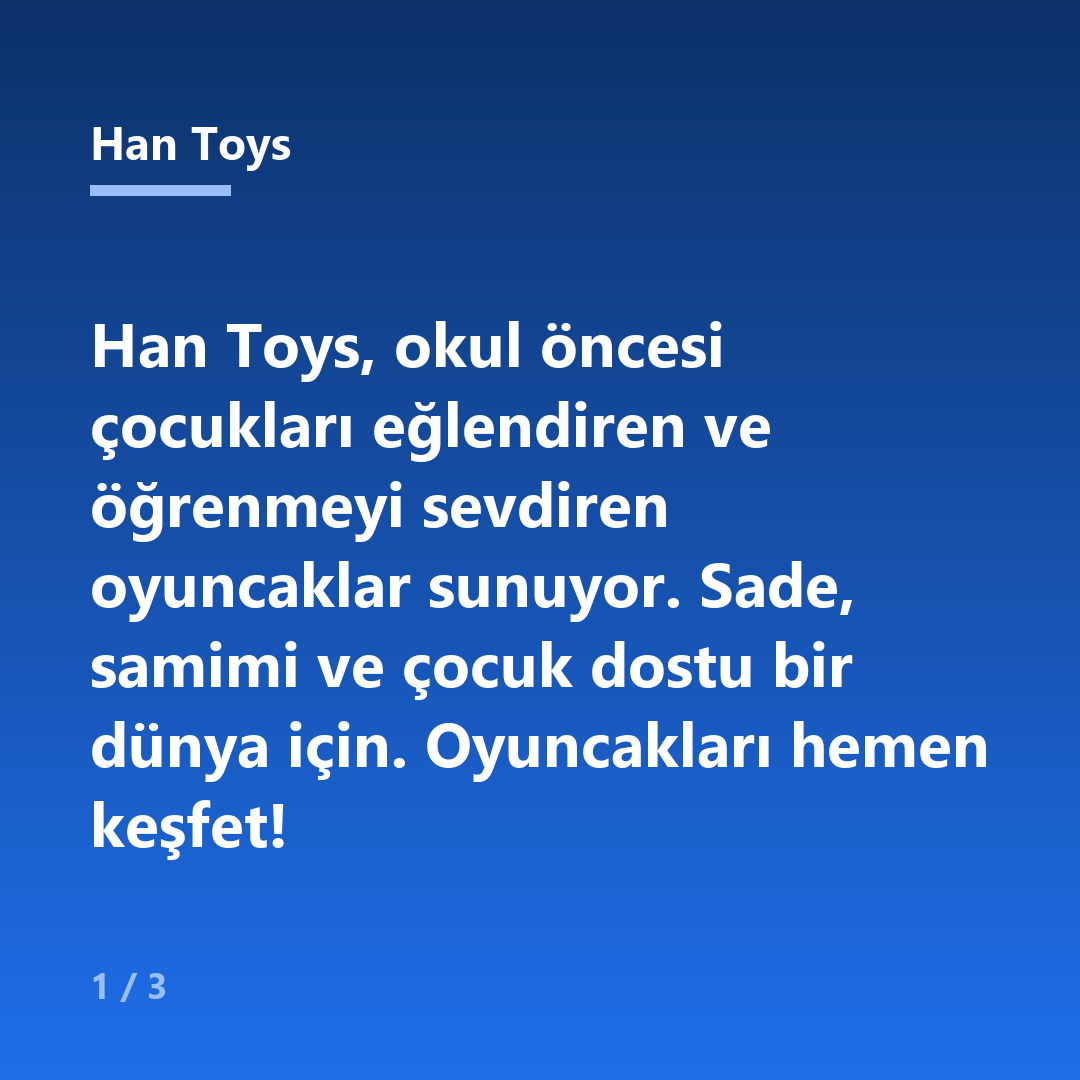 Han Toys
Han Toys, okul öncesi
çocukları eğlendiren ve
öğrenmeyi sevdiren
oyuncaklar sunuyor. Sade,
samimi ve çocuk dostu bir
dünya için. Oyuncakları hemen
keşfet!
1 / 3